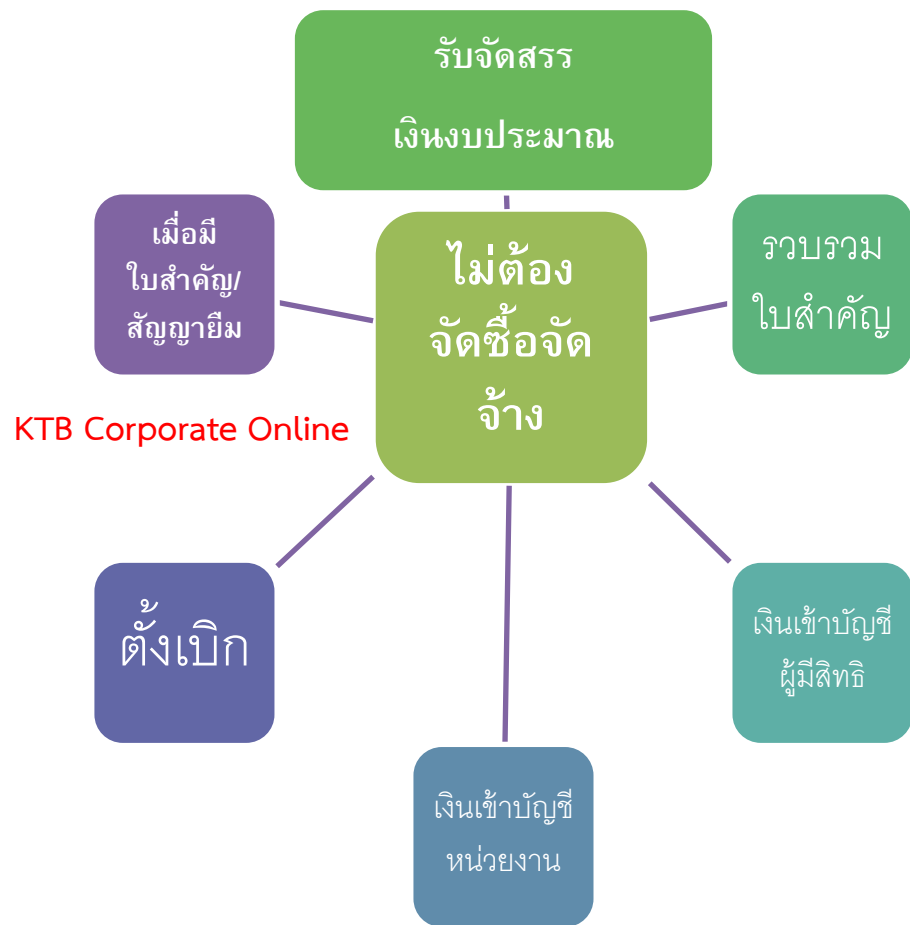 รับจัดสรร
เงินงบประมาณ
เมื่อมี
ใบสำคัญ/
สัญญายืม
ไม่ต้อง
จัดซื้อจัด
จ้าง
รวบรวม
ใบสำคัญ
KTB Corporate Online
ตั้งเบิก
เงินเข้าบัญชี
ผู้มีสิทธิ
เงินเข้าบัญชี
หน่วยงาน